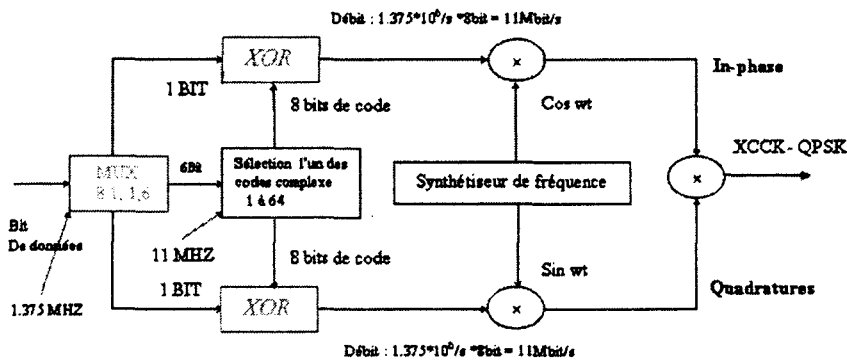 Débit : 1.375*10⁶/s *8bit = 11Mbit/s
XOR
In-phase
1 BIT
8 bits de code
Cos wt
XCCK - QPSK
MUX
8 1, 1,6
6Bit
Sélection l'un des
codes complexe
1 à 64
Synthétiseur de fréquence
Bit
De données
11 MHZ
8 bits de code
Sin wt
1 BIT
Quadratures
1.375 MHZ
XOR
Débit : 1.375*10⁶/s *8bit = 11Mbit/s